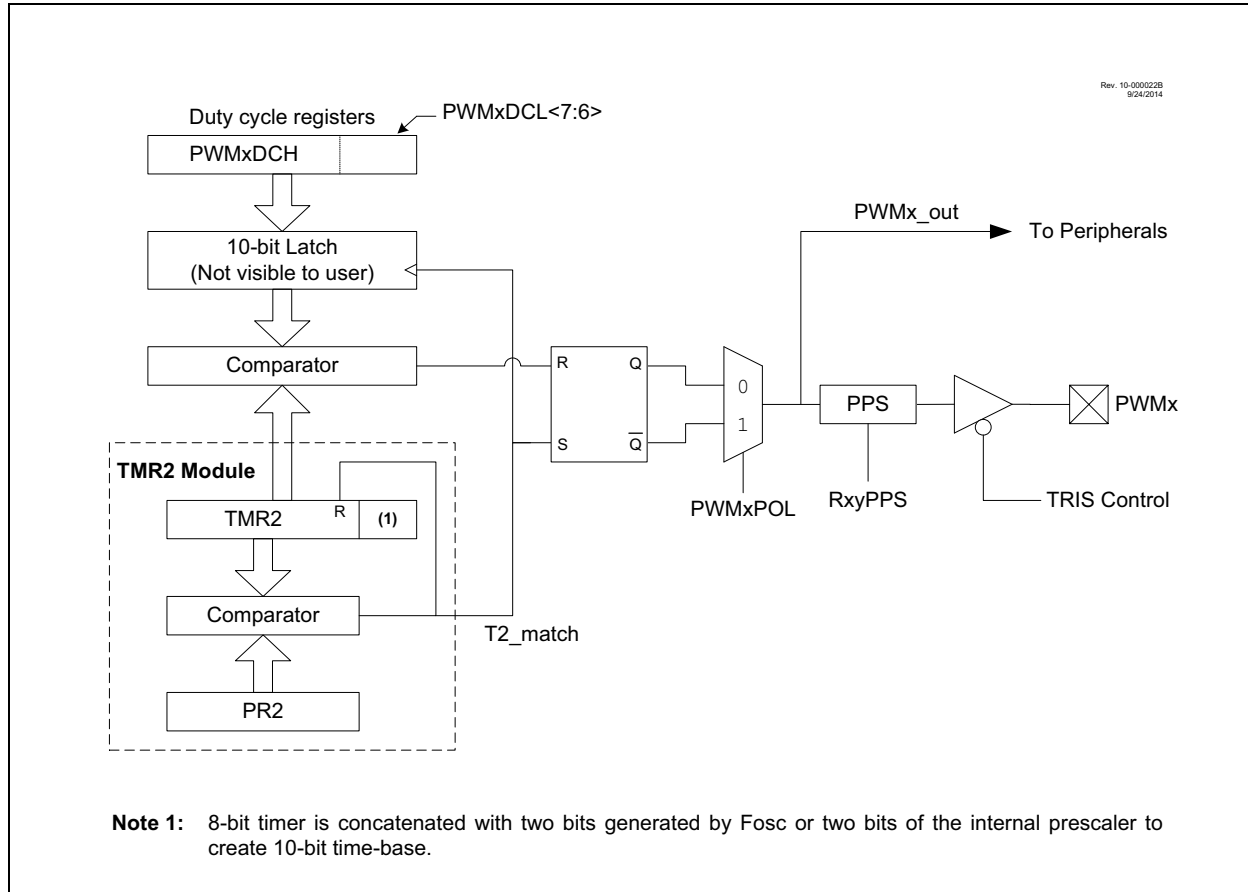 Rev. 10-000022B
9/24/2014
Duty cycle registers
PWMxDCL<7:6>
PWMxDCH
10-bit Latch
(Not visible to user)
Comparator
PWMx_out
To Peripherals
R
Q
S
Q̅
0
1
PWMxPOL
PPS
RxyPPS
PWMx
TRIS Control
TMR2 Module
TMR2
R
(1)
Comparator
T2_match
PR2
Note 1: 8-bit timer is concatenated with two bits generated by Fosc or two bits of the internal prescaler to
create 10-bit time-base.